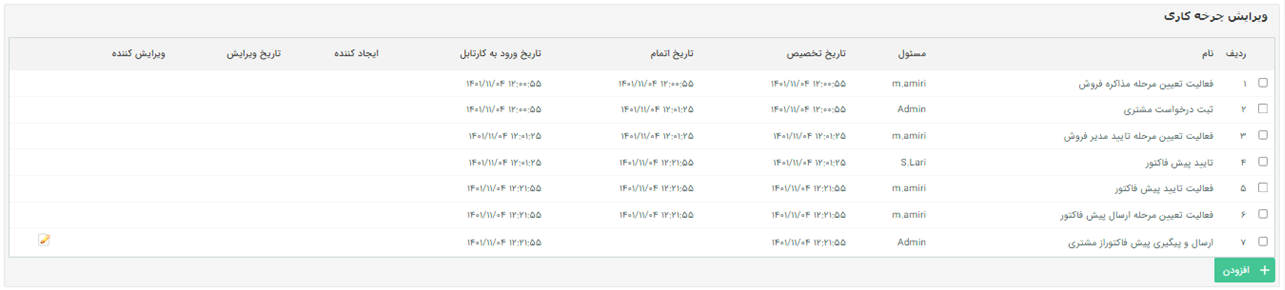 ویرایش چرخه کاری
ردیف نام مسئول تاریخ تخصیص تاریخ اتمام تاریخ ورود به کارتابل ایجاد کننده تاریخ ویرایش ویرایش کننده
۱ فعالیت تعیین مرحله مذاکره فروش m.amiri ۱۴۰۱/۱۱/۰۴ ۱۲:۰۰:۵۵ ۱۴۰۱/۱۱/۰۴ ۱۲:۰۰:۵۵ ۱۴۰۱/۱۱/۰۴ ۱۲:۰۰:۵۵
۲ ثبت درخواست مشتری Admin ۱۴۰۱/۱۱/۰۴ ۱۲:۰۰:۵۵ ۱۴۰۱/۱۱/۰۴ ۱۲:۰۱:۲۵ ۱۴۰۱/۱۱/۰۴ ۱۲:۰۰:۵۵
۳ فعالیت تعیین مرحله تایید مدیر فروش m.amiri ۱۴۰۱/۱۱/۰۴ ۱۲:۰۱:۲۵ ۱۴۰۱/۱۱/۰۴ ۱۲:۰۱:۲۵ ۱۴۰۱/۱۱/۰۴ ۱۲:۰۱:۲۵
۴ تایید پیش فاکتور S.Lari ۱۴۰۱/۱۱/۰۴ ۱۲:۰۱:۲۵ ۱۴۰۱/۱۱/۰۴ ۱۲:۲۱:۵۵ ۱۴۰۱/۱۱/۰۴ ۱۲:۰۱:۲۵
۵ فعالیت تایید پیش فاکتور m.amiri ۱۴۰۱/۱۱/۰۴ ۱۲:۲۱:۵۵ ۱۴۰۱/۱۱/۰۴ ۱۲:۲۱:۵۵ ۱۴۰۱/۱۱/۰۴ ۱۲:۲۱:۵۵
۶ فعالیت تعیین مرحله ارسال پیش فاکتور m.amiri ۱۴۰۱/۱۱/۰۴ ۱۲:۲۱:۵۵ ۱۴۰۱/۱۱/۰۴ ۱۲:۲۱:۵۵ ۱۴۰۱/۱۱/۰۴ ۱۲:۲۱:۵۵
۷ ارسال و پیگیری پیش فاکتوراز مشتری Admin ۱۴۰۱/۱۱/۰۴ ۱۲:۲۱:۵۵ ۱۴۰۱/۱۱/۰۴ ۱۲:۲۱:۵۵
+ افزودن